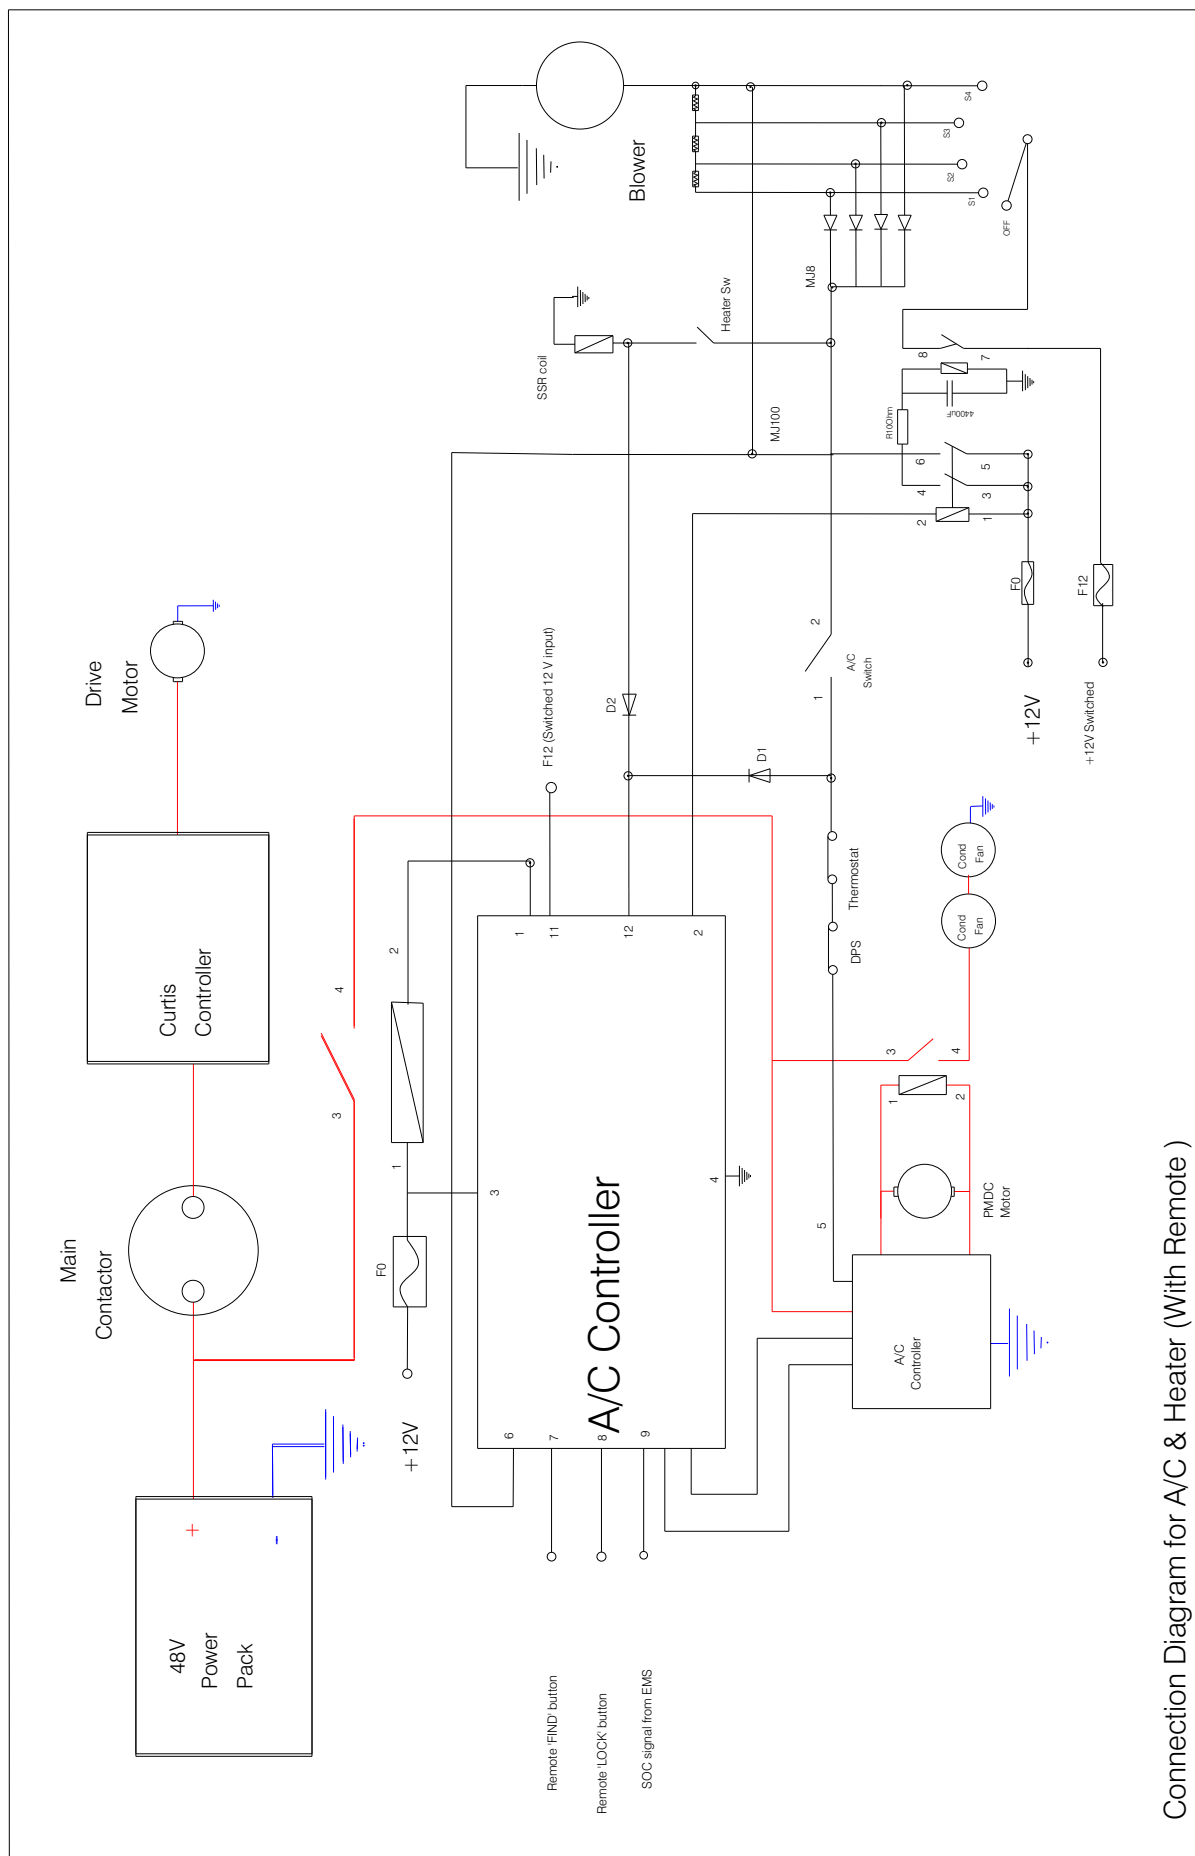 48V
Power
Pack
+
-
Main
Contactor
Curtis
Controller
Drive
Motor
3
4
+12V
F0
1
2
A/C Controller
3
4
6
7
8
9
1
11
12
2
Remote 'FIND' button
Remote 'LOCK' button
SOC signal from EMS
F12 (Switched 12 V input)
D2
D1
SSR coil
Heater Sw
Blower
MJ100
MJ8
S4
S3
S2
S1
OFF
A/C
Switch
1
2
Thermostat
DPS
5
A/C
Controller
PMDC
Motor
1
2
3
4
Cond
Fan
Cond
Fan
R10Ohm
4400uF
8
7
6
5
4
3
2
1
F0
F12
+12V
+12V Switched
Connection Diagram for A/C & Heater (With Remote )